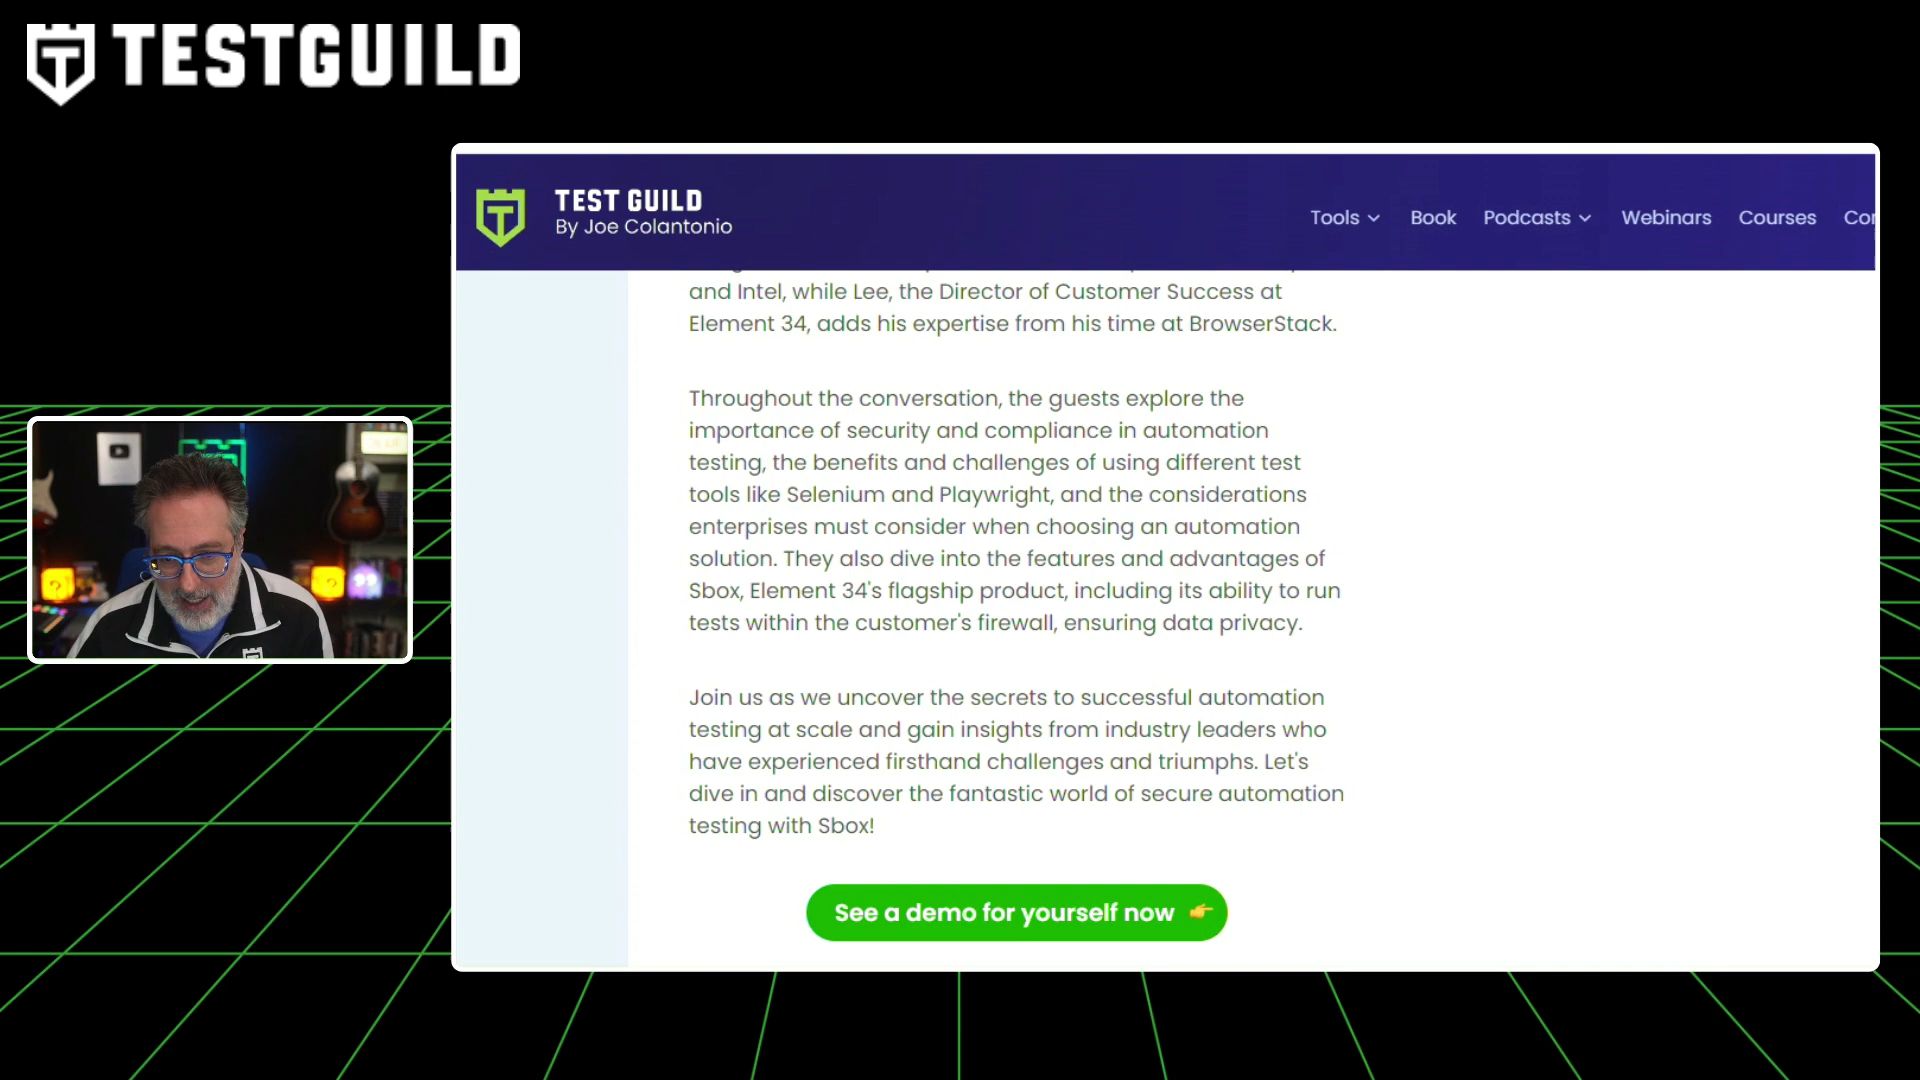 TESTGUILD
TEST GUILD
By Joe Colantonio
Tools
Book
Podcasts
Webinars
Courses
and Intel, while Lee, the Director of Customer Success at
Element 34, adds his expertise from his time at BrowserStack.
Throughout the conversation, the guests explore the
importance of security and compliance in automation
testing, the benefits and challenges of using different test
tools like Selenium and Playwright, and the considerations
enterprises must consider when choosing an automation
solution. They also dive into the features and advantages of
Sbox, Element 34's flagship product, including its ability to run
tests within the customer's firewall, ensuring data privacy.
Join us as we uncover the secrets to successful automation
testing at scale and gain insights from industry leaders who
have experienced firsthand challenges and triumphs. Let's
dive in and discover the fantastic world of secure automation
testing with Sbox!
See a demo for yourself now 👉